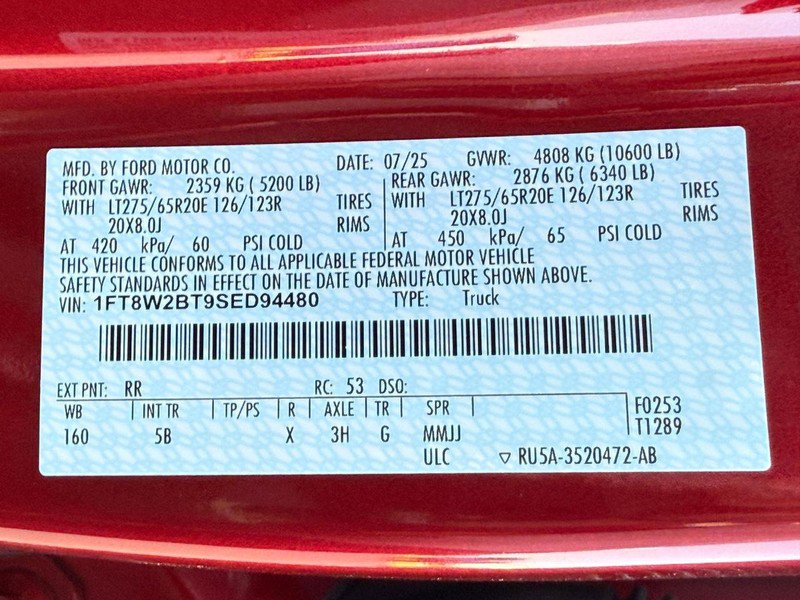 MFD. BY FORD MOTOR CO. DATE: 07/25 GVWR: 4808 KG (10600 LB)
FRONT GAWR: 2359 KG ( 5200 LB) REAR GAWR: 2876 KG ( 6340 LB)
WITH LT275/65R20E 126/123R TIRES WITH LT275/65R20E 126/123R TIRES
20X8.0J RIMS 20X8.0J RIMS
AT 420 kPa/ 60 PSI COLD AT 450 kPa/ 65 PSI COLD
THIS VEHICLE CONFORMS TO ALL APPLICABLE FEDERAL MOTOR VEHICLE
SAFETY STANDARDS IN EFFECT ON THE DATE OF MANUFACTURE SHOWN ABOVE.
VIN: 1FT8W2BT9SED94480 TYPE: Truck
EXT PNT: RR RC: 53 DSO:
WB INT TR TP/PS R AXLE TR SPR F0253
160 5B X 3H G MMJJ T1289
ULC ▽ RU5A-3520472-AB